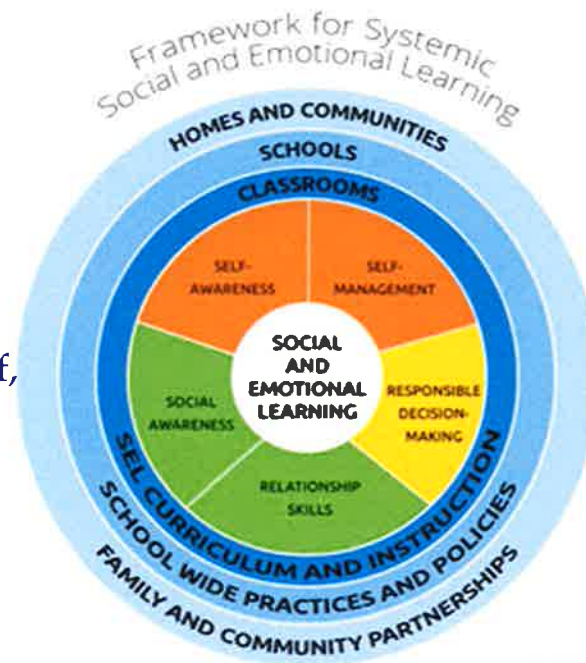 Framework for Systemic
Social and Emotional Learning
HOMES AND COMMUNITIES
SCHOOLS
CLASSROOMS
SELF-
AWARENESS
SELF-
MANAGEMENT
SOCIAL
AND
EMOTIONAL
LEARNING
f,
SOCIAL
AWARENESS
RESPONSIBLE
DECISION-
MAKING
RELATIONSHIP
SKILLS
SEL CURRICULUM AND INSTRUCTION
SCHOOL WIDE PRACTICES AND POLICIES
FAMILY AND COMMUNITY PARTNERSHIPS